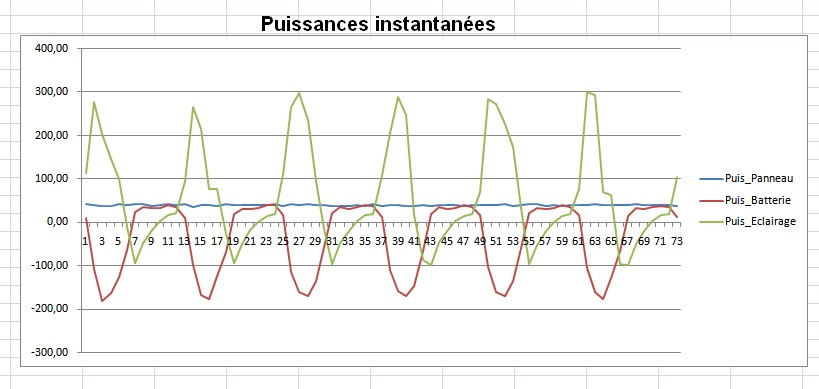 Puissances instantanées
400,00
300,00
200,00
100,00
0,00
-100,00
-200,00
-300,00
1 3 5 7 9 11 13 15 17 19 21 23 25 27 29 31 33 35 37 39 41 43 45 47 49 51 53 55 57 59 61 63 65 67 69 71 73
Puis_Panneau
Puis_Batterie
Puis_Eclairage